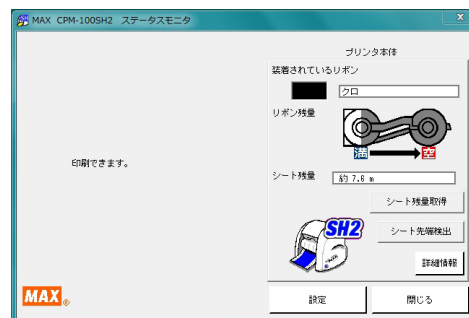 MAX CPM-100SH2 ステータスモニタ
プリンタ本体
装着されているリボン
クロ
リボン残量
満
空
印刷できます。
シート残量
約 7.6 m
シート残量取得
SH2
シート先端検出
詳細情報
MAX®
設定
閉じる